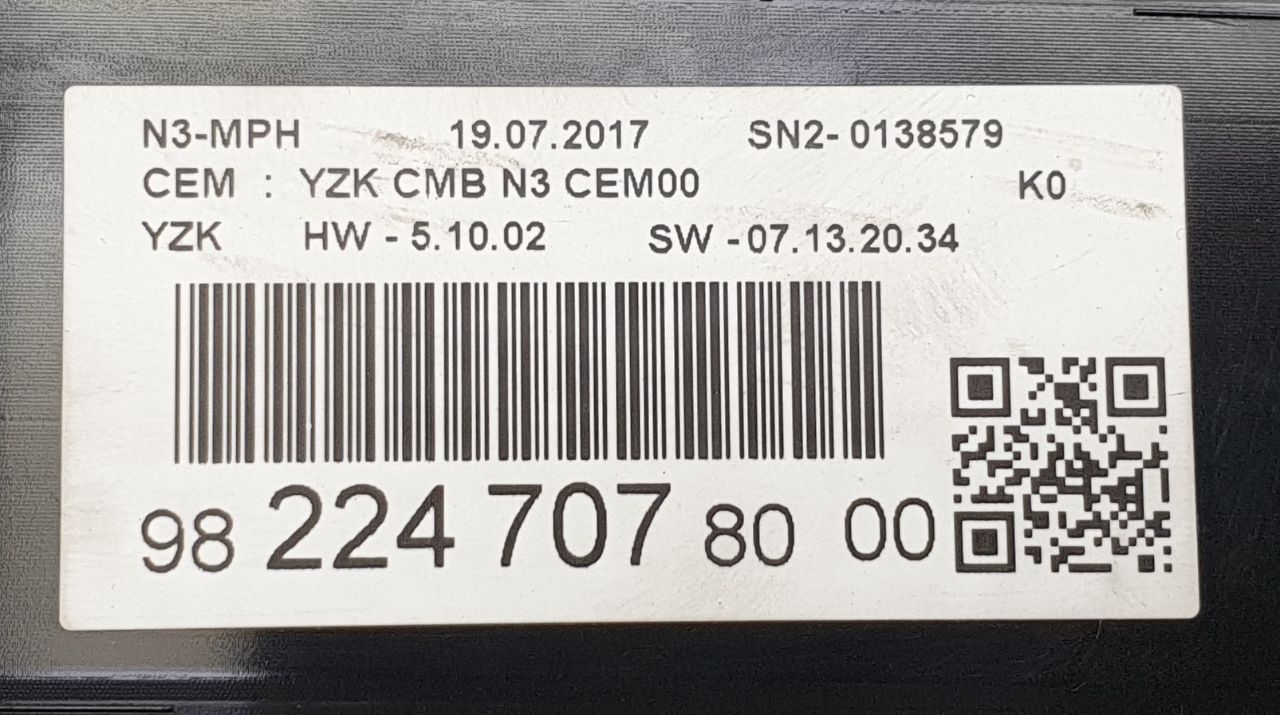 N3-MPH 19.07.2017 SN2- 0138579
CEM : YZK CMB N3 CEM00 K0
YZK HW - 5.10.02 SW -07.13.20.34
98 224 707 80 00